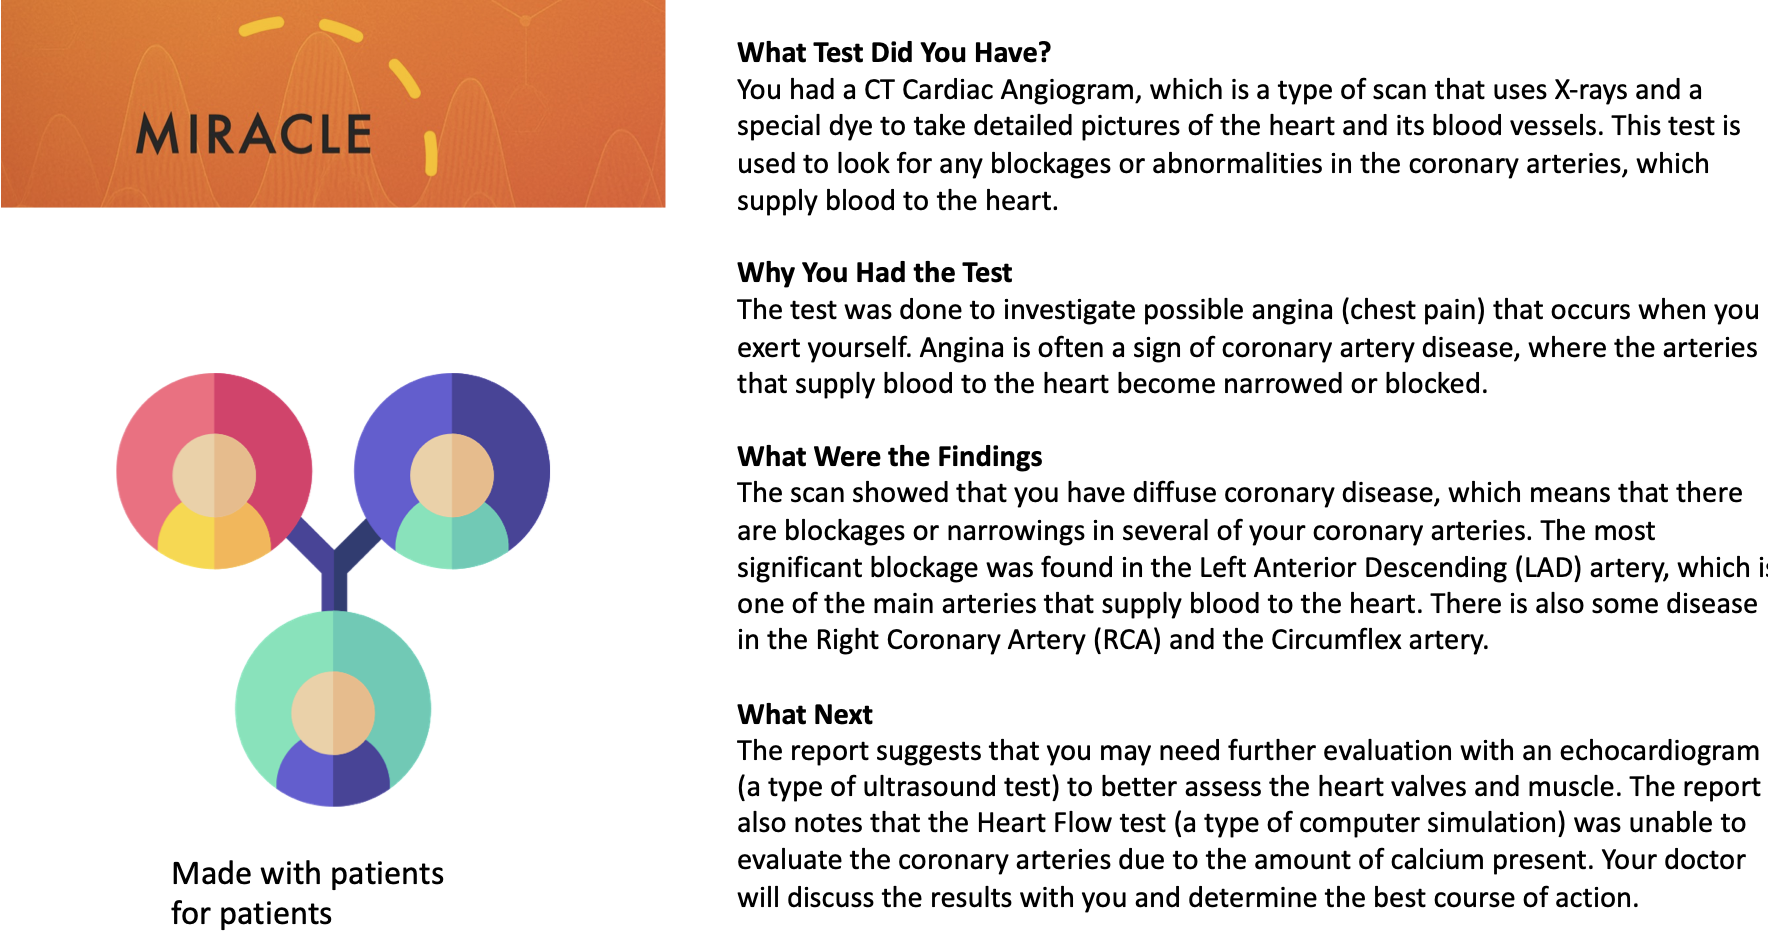 MIRACLE
Made with patients
for patients
What Test Did You Have?
You had a CT Cardiac Angiogram, which is a type of scan that uses X-rays and a
special dye to take detailed pictures of the heart and its blood vessels. This test is
used to look for any blockages or abnormalities in the coronary arteries, which
supply blood to the heart.
Why You Had the Test
The test was done to investigate possible angina (chest pain) that occurs when you
exert yourself. Angina is often a sign of coronary artery disease, where the arteries
that supply blood to the heart become narrowed or blocked.
What Were the Findings
The scan showed that you have diffuse coronary disease, which means that there
are blockages or narrowings in several of your coronary arteries. The most
significant blockage was found in the Left Anterior Descending (LAD) artery, which is
one of the main arteries that supply blood to the heart. There is also some disease
in the Right Coronary Artery (RCA) and the Circumflex artery.
What Next
The report suggests that you may need further evaluation with an echocardiogram
(a type of ultrasound test) to better assess the heart valves and muscle. The report
also notes that the Heart Flow test (a type of computer simulation) was unable to
evaluate the coronary arteries due to the amount of calcium present. Your doctor
will discuss the results with you and determine the best course of action.